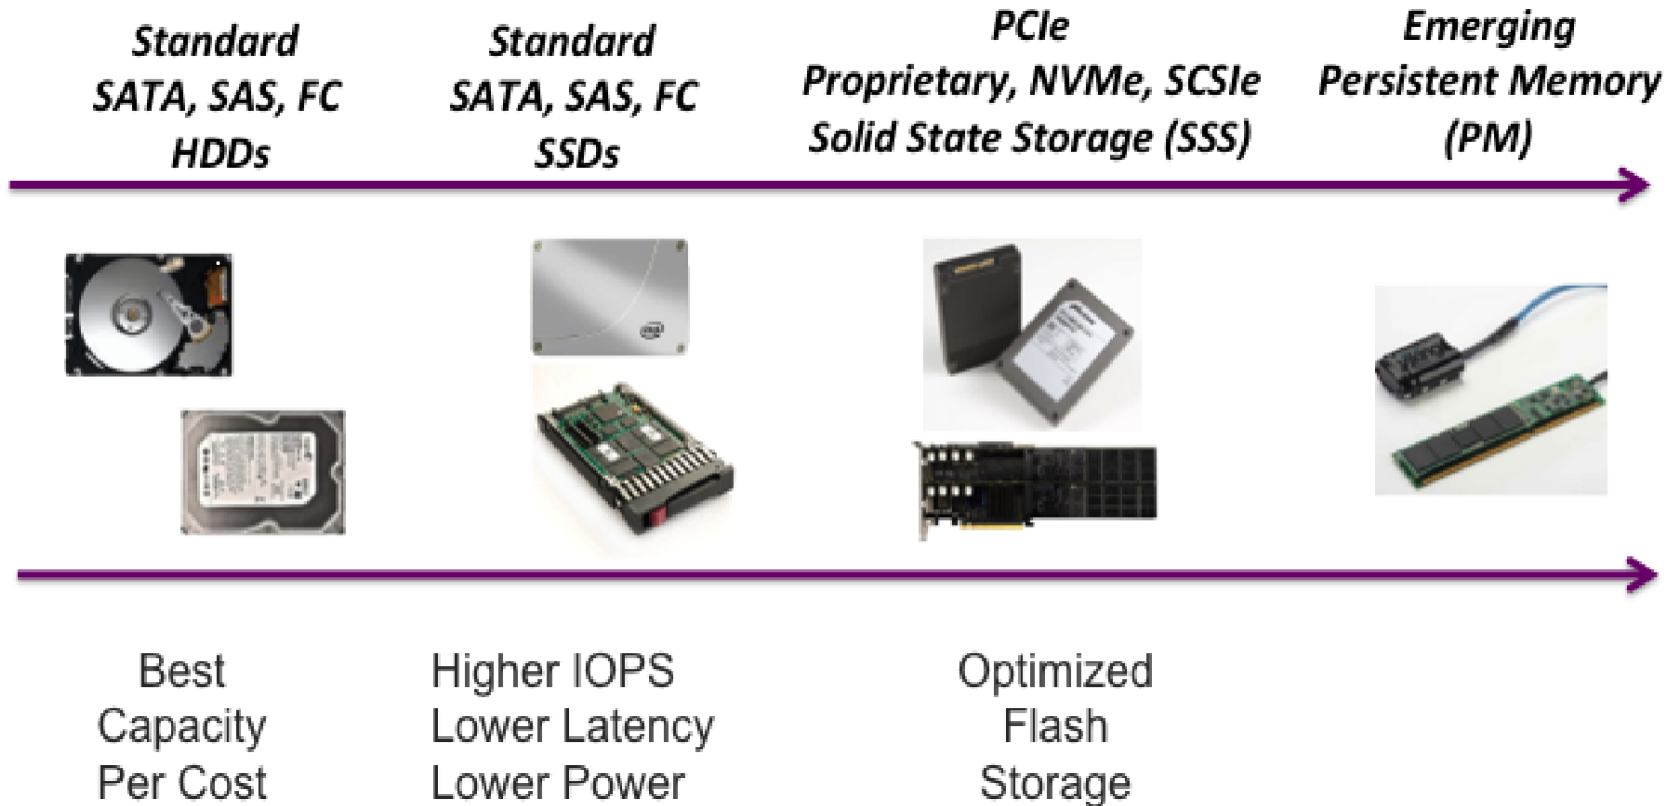 Standard
SATA, SAS, FC
HDDs
Standard
SATA, SAS, FC
SSDs
PCIe
Proprietary, NVMe, SCSIe
Solid State Storage (SSS)
Emerging
Persistent Memory
(PM)
intel
Best
Capacity
Per Cost
Higher IOPS
Lower Latency
Lower Power
Optimized
Flash
Storage